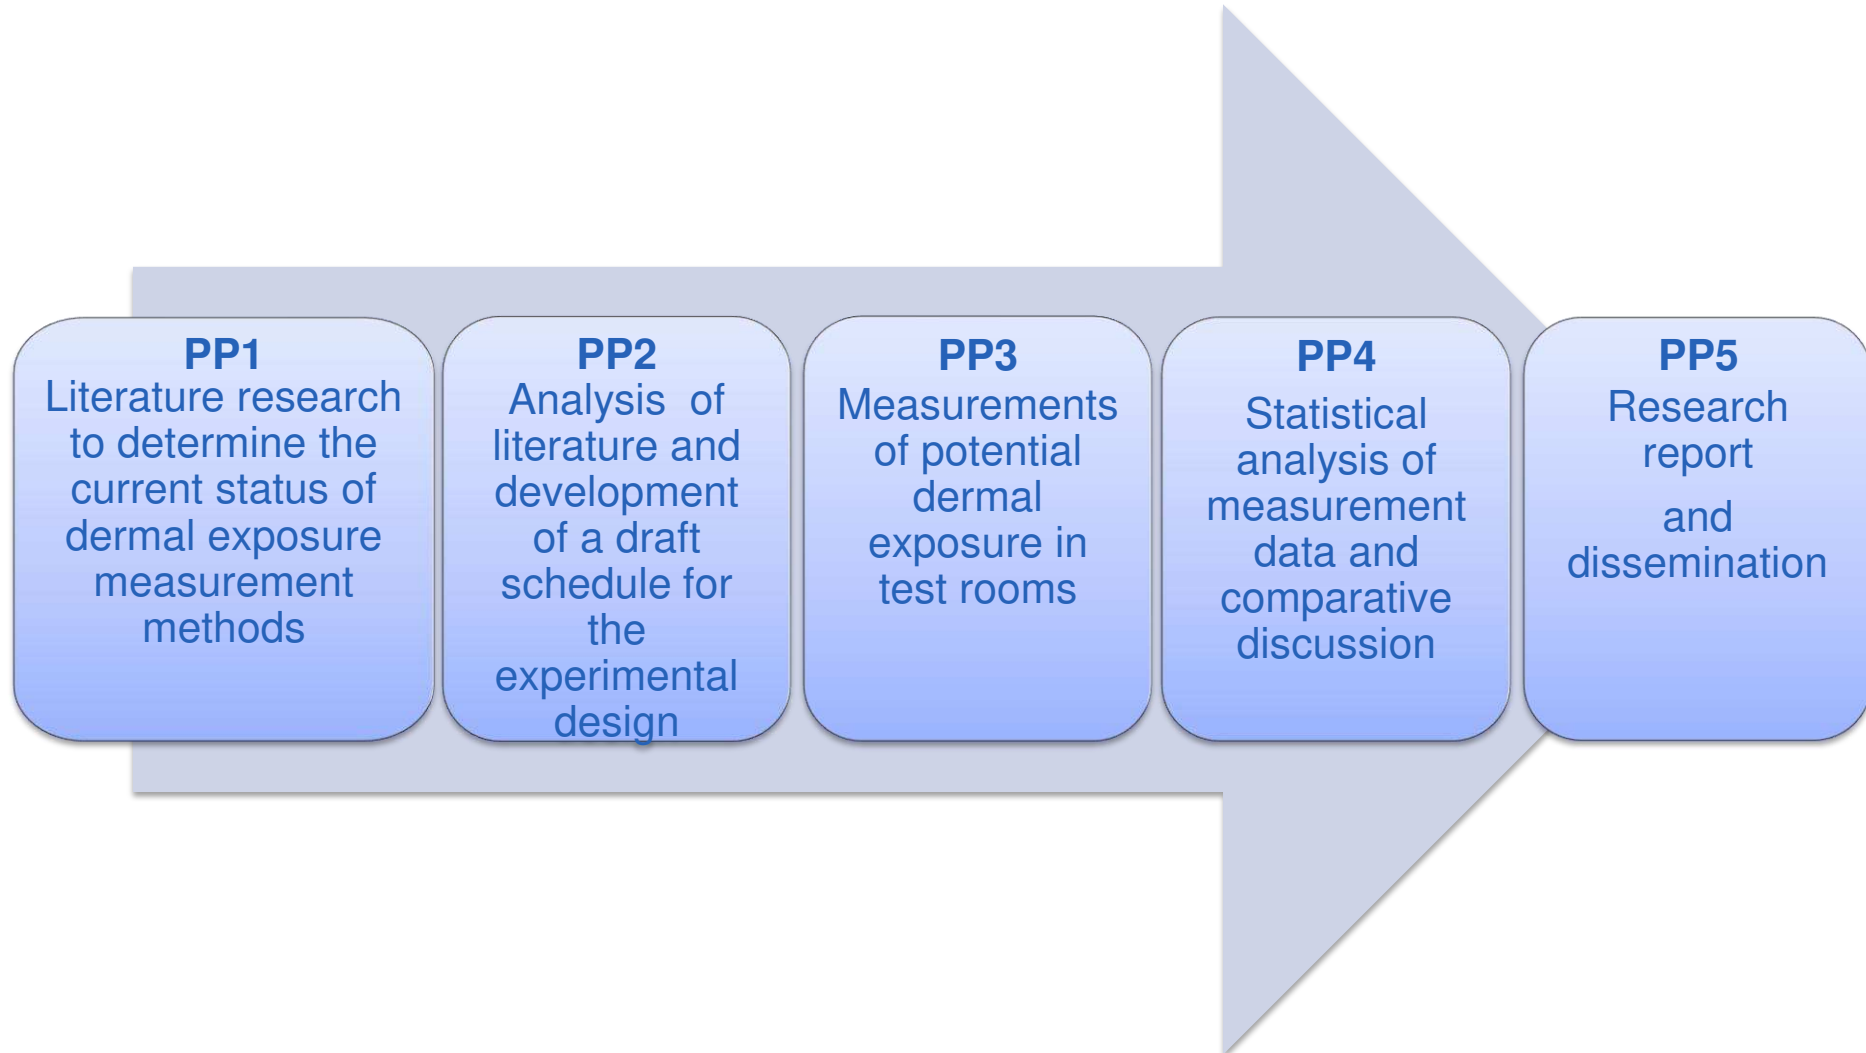 PP1
Literature research
to determine the
current status of
dermal exposure
measurement
methods
PP2
Analysis of
literature and
development
of a draft
schedule for
the
experimental
design
PP3
Measurements
of potential
dermal
exposure in
test rooms
PP4
Statistical
analysis of
measurement
data and
comparative
discussion
PP5
Research
report
and
dissemination